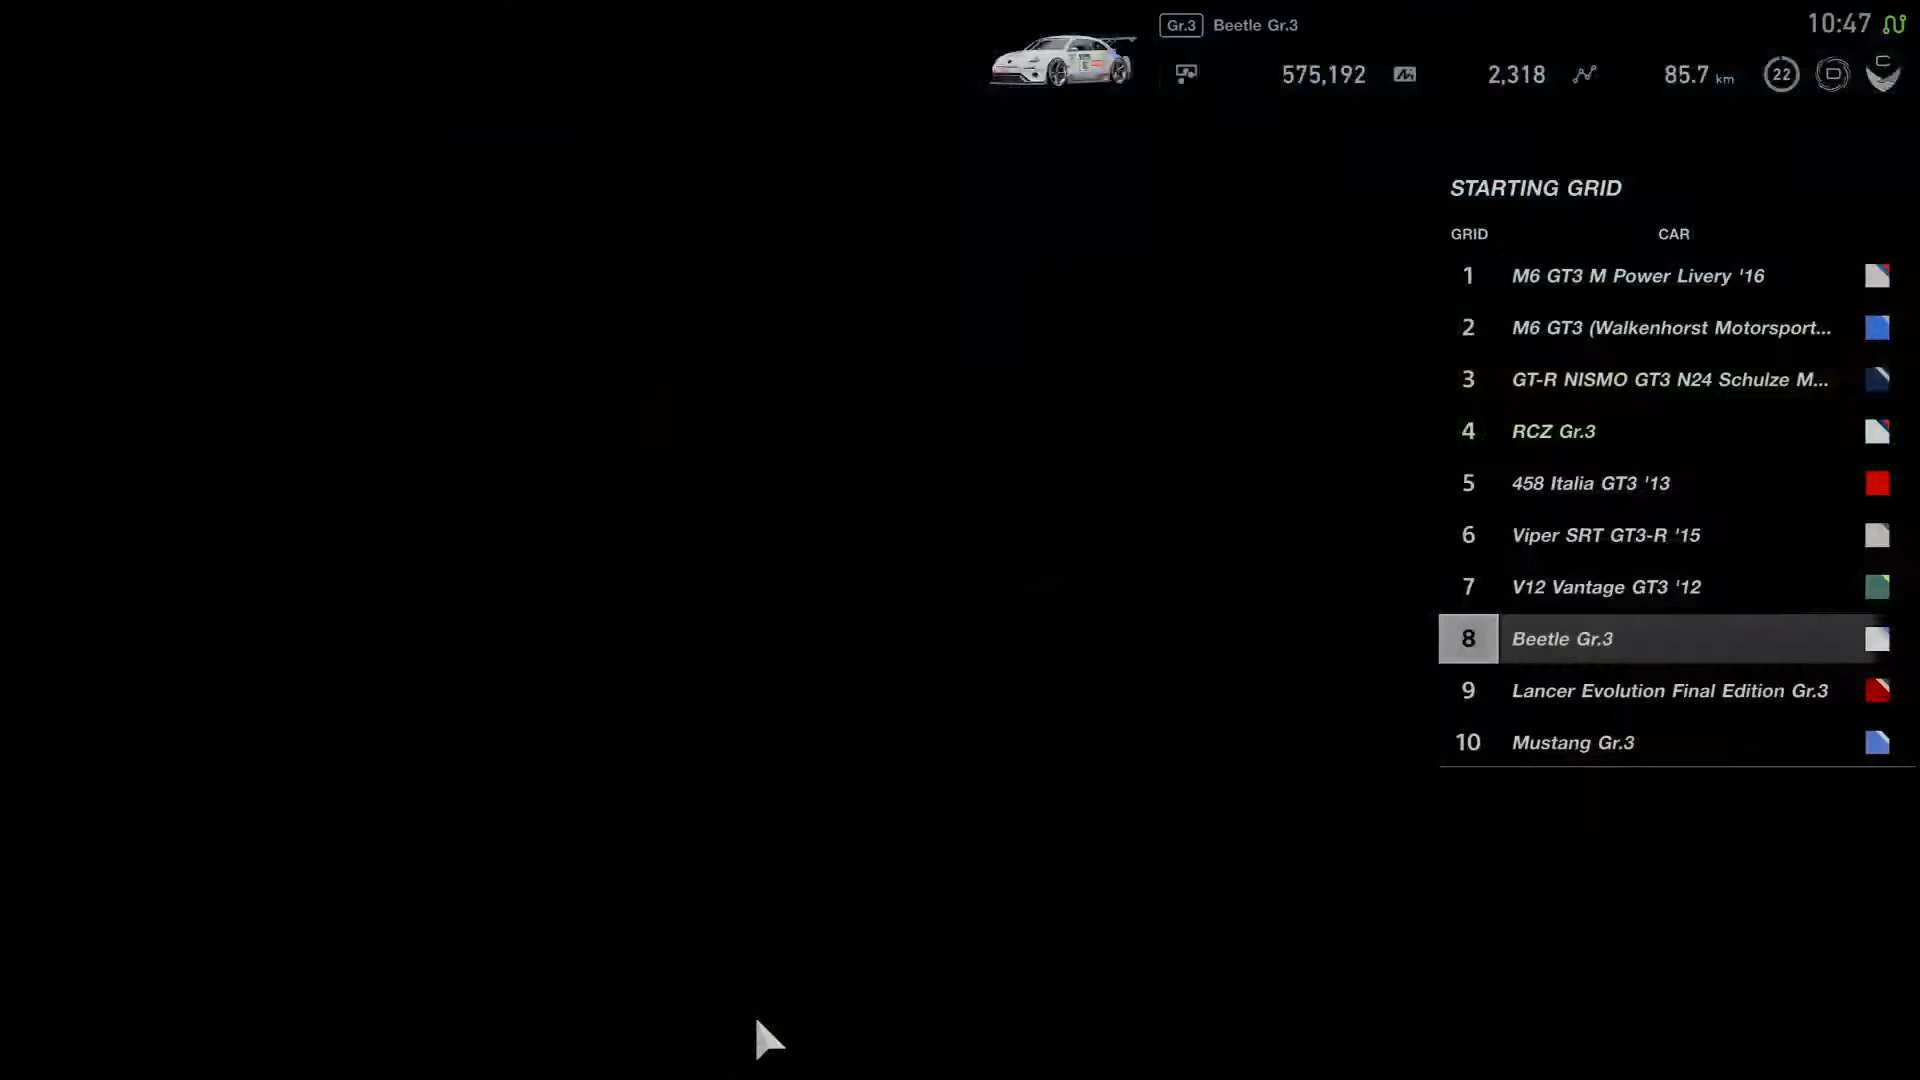 Gr.3 Beetle Gr.3
10:47
575,192
2,318
85.7 km
22
C
STARTING GRID
GRID CAR
1 M6 GT3 M Power Livery '16
2 M6 GT3 (Walkenhorst Motorsport...
3 GT-R NISMO GT3 N24 Schulze M...
4 RCZ Gr.3
5 458 Italia GT3 '13
6 Viper SRT GT3-R '15
7 V12 Vantage GT3 '12
8 Beetle Gr.3
9 Lancer Evolution Final Edition Gr.3
10 Mustang Gr.3